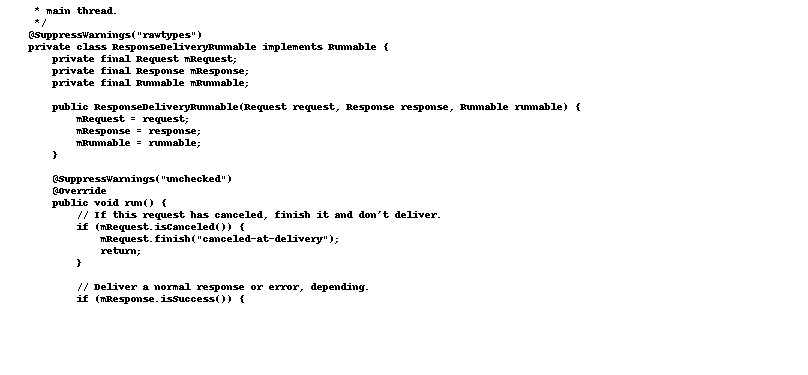 * main thread.
 */
@SuppressWarnings("rawtypes")
private class ResponseDeliveryRunnable implements Runnable {
    private final Request mRequest;
    private final Response mResponse;
    private final Runnable mRunnable;

    public ResponseDeliveryRunnable(Request request, Response response, Runnable runnable) {
        mRequest = request;
        mResponse = response;
        mRunnable = runnable;
    }

    @SuppressWarnings("unchecked")
    @Override
    public void run() {
        // If this request has canceled, finish it and don't deliver.
        if (mRequest.isCanceled()) {
            mRequest.finish("canceled-at-delivery");
            return;
        }

        // Deliver a normal response or error, depending.
        if (mResponse.isSuccess()) {